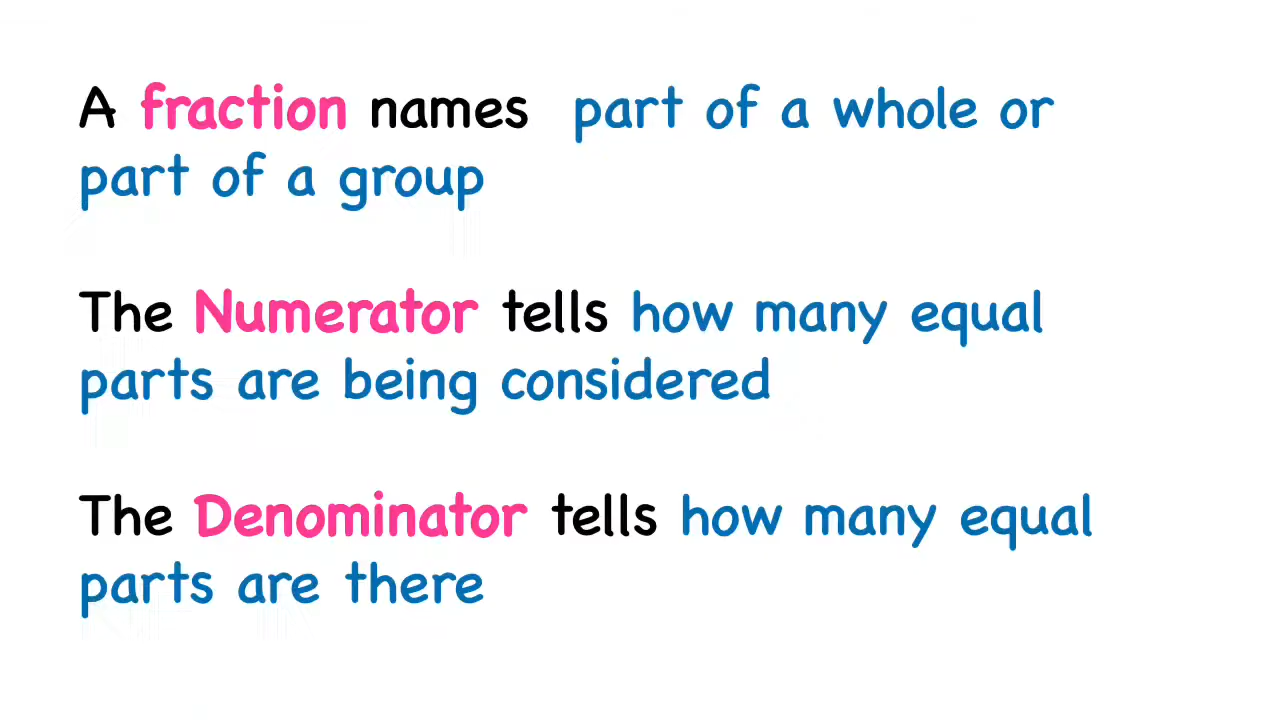 A fraction names part of a whole or
part of a group
The Numerator tells how many equal
parts are being considered
The Denominator tells how many equal
parts are there